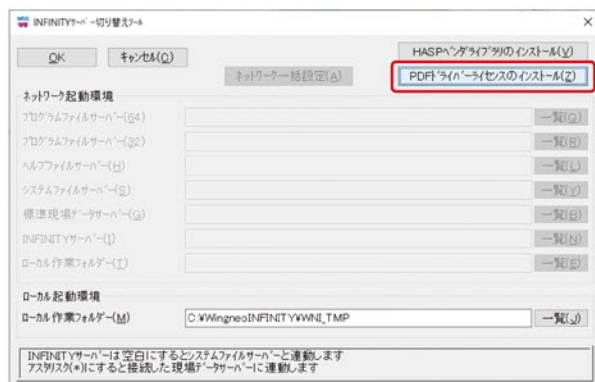 INFINITYサーバー切り替えツール
OK キャンセル(C) HASPベンダライブラリのインストール(V)
ネットワーク一括設定(A) PDFドライバーライセンスのインストール(Z)
ネットワーク起動環境
プログラムファイルサーバー(64) 一覧(Q)
プログラムファイルサーバー(32) 一覧(R)
ヘルプファイルサーバー(H) 一覧(L)
システムファイルサーバー(S) 一覧(Y)
標準現場データサーバー(G) 一覧(B)
INFINITYサーバー(I) 一覧(N)
ローカル作業フォルダー(T) 一覧(E)
ローカル起動環境
ローカル作業フォルダー(M) C:¥WingneoINFINITY¥WNI_TMP 一覧(J)
INFINITYサーバーは空白にするとシステムファイルサーバーと連動します
アスタリスク(*)にすると接続した現場データサーバーに連動します